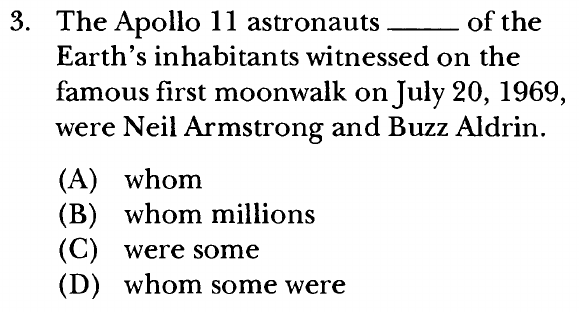 3. The Apollo 11 astronauts _____ of the
Earth's inhabitants witnessed on the
famous first moonwalk on July 20, 1969,
were Neil Armstrong and Buzz Aldrin.
(A) whom
(B) whom millions
(C) were some
(D) whom some were